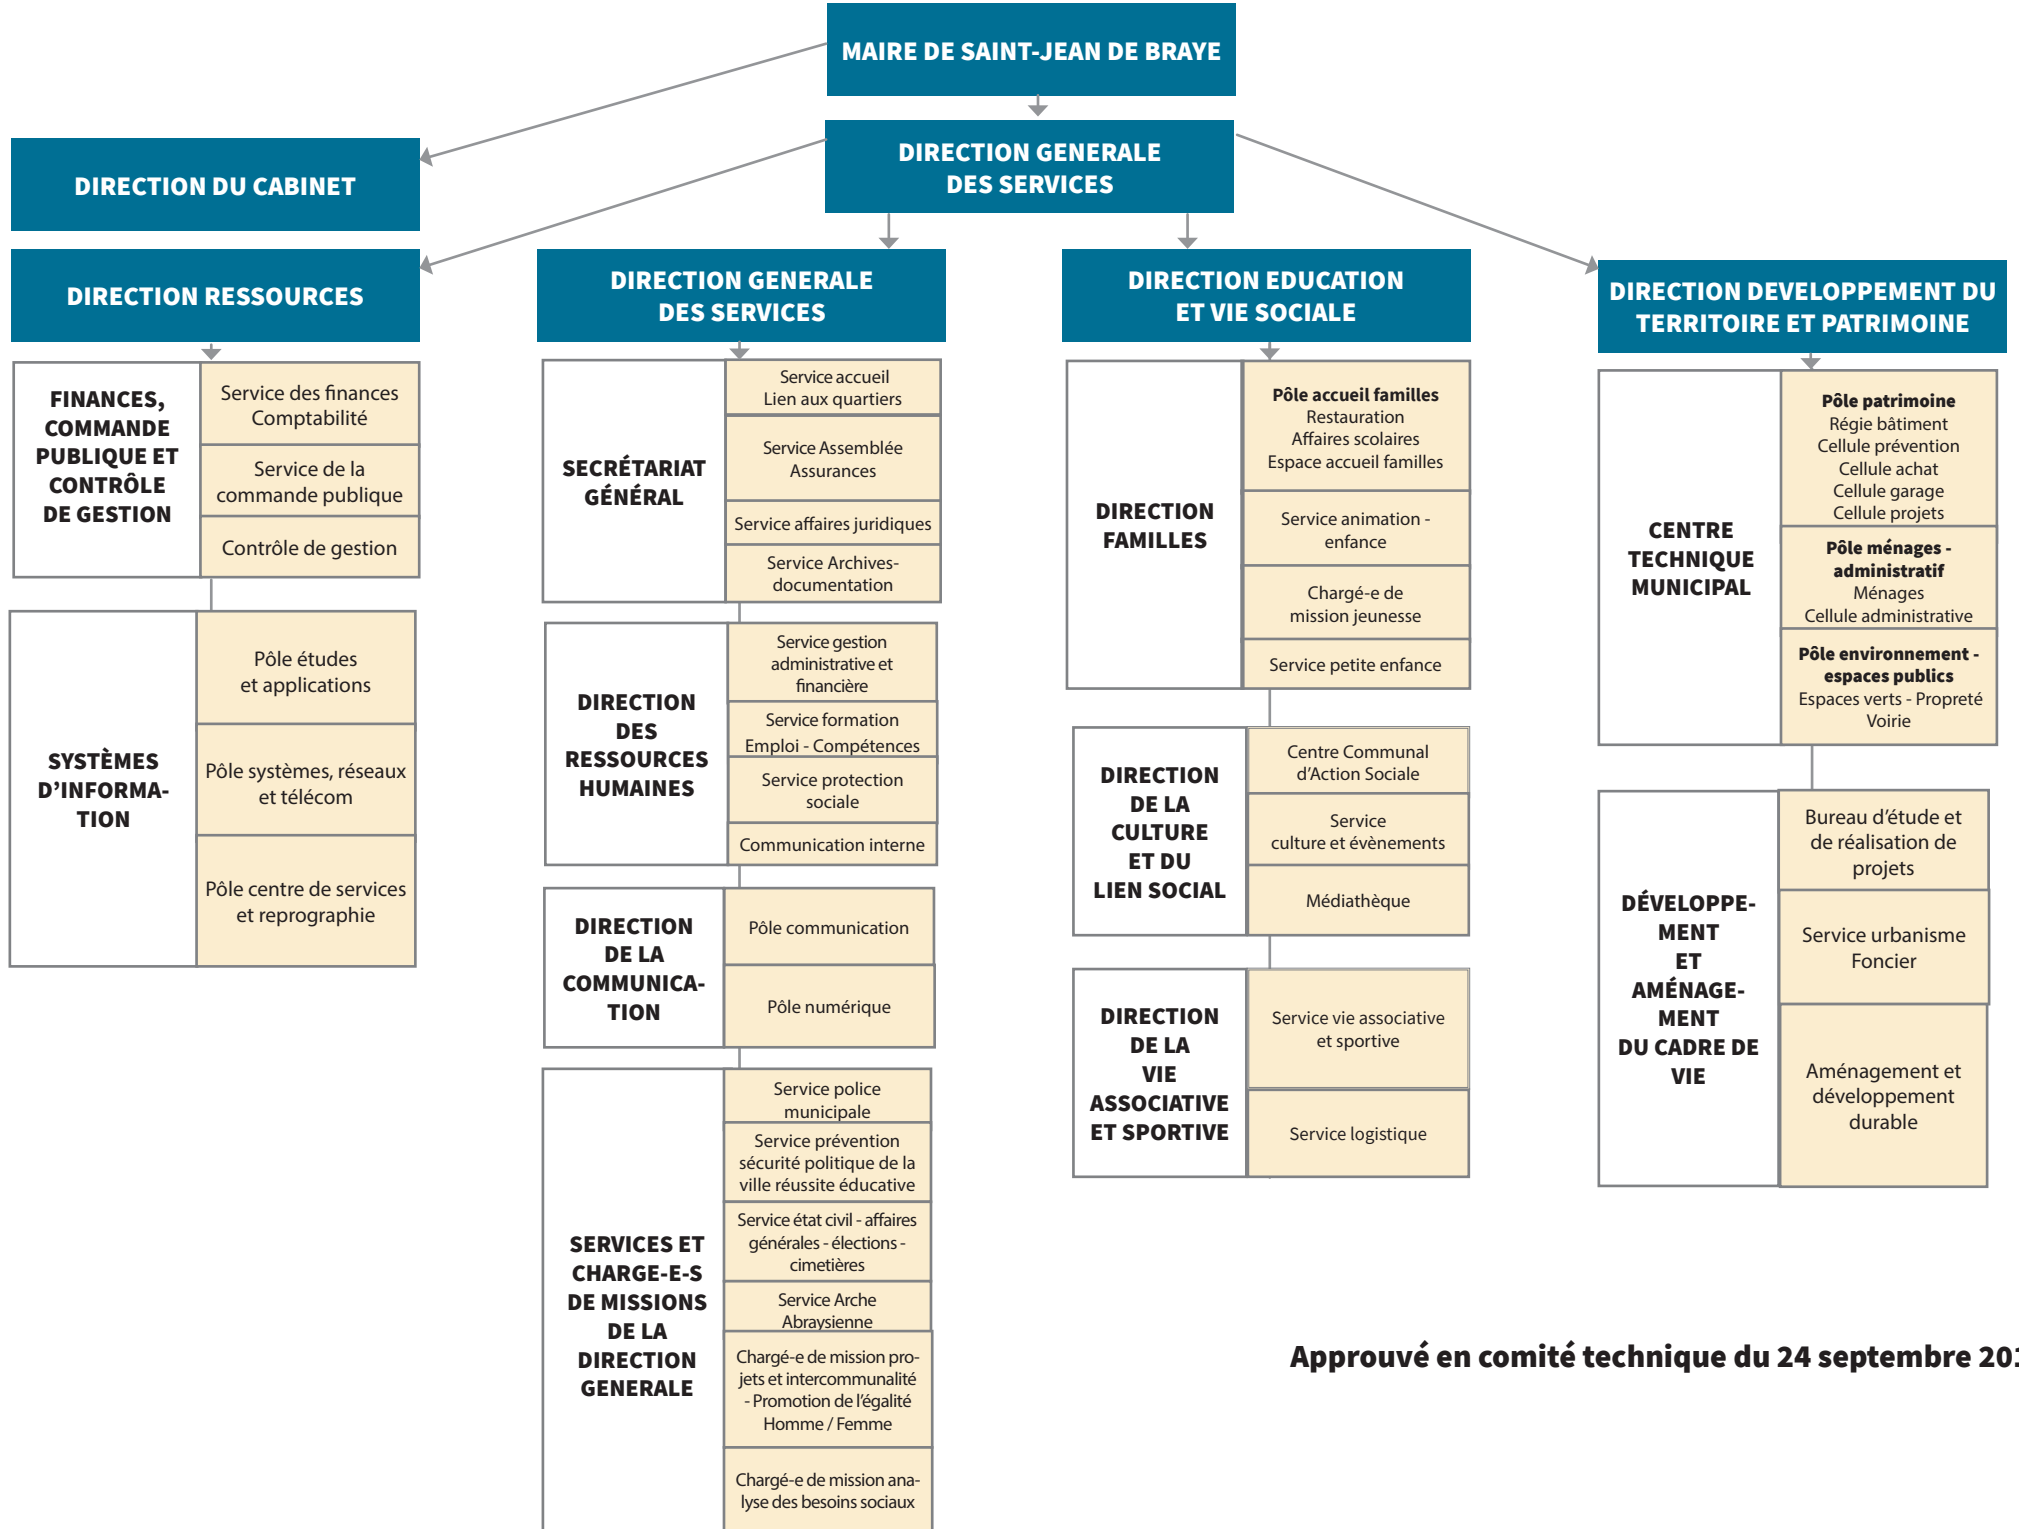 MAIRE DE SAINT-JEAN DE BRAYE
DIRECTION GENERALE
DES SERVICES
DIRECTION DU CABINET
DIRECTION RESSOURCES
FINANCES,
COMMANDE
PUBLIQUE ET
CONTRÔLE
DE GESTION
Service des finances
Comptabilité
Service de la
commande publique
Contrôle de gestion
SYSTÈMES
D’INFORMA-
TION
Pôle études
et applications
Pôle systèmes, réseaux
et télécom
Pôle centre de services
et reprographie
DIRECTION GENERALE
DES SERVICES
SECRÉTARIAT
GÉNÉRAL
Service accueil
Lien aux quartiers
Service Assemblée
Assurances
Service affaires juridiques
Service Archives-
documentation
DIRECTION
DES
RESSOURCES
HUMAINES
Service gestion
administrative et
financière
Service formation
Emploi - Compétences
Service protection
sociale
Communication interne
DIRECTION
DE LA
COMMUNICA-
TION
Pôle communication
Pôle numérique
SERVICES ET
CHARGE-E-S
DE MISSIONS
DE LA
DIRECTION
GENERALE
Service police
municipale
Service prévention
sécurité politique de la
ville réussite éducative
Service état civil - affaires
générales - élections -
cimetières
Service Arche
Abraysienne
Chargé-e de mission pro-
jets et intercommunalité
- Promotion de l’égalité
Homme / Femme
Chargé-e de mission ana-
lyse des besoins sociaux
DIRECTION EDUCATION
ET VIE SOCIALE
DIRECTION
FAMILLES
Pôle accueil familles
Restauration
Affaires scolaires
Espace accueil familles
Service animation -
enfance
Chargé-e de
mission jeunesse
Service petite enfance
DIRECTION
DE LA
CULTURE
ET DU
LIEN SOCIAL
Centre Communal
d’Action Sociale
Service
culture et évènements
Médiathèque
DIRECTION
DE LA
VIE
ASSOCIATIVE
ET SPORTIVE
Service vie associative
et sportive
Service logistique
DIRECTION DEVELOPPEMENT DU
TERRITOIRE ET PATRIMOINE
CENTRE
TECHNIQUE
MUNICIPAL
Pôle patrimoine
Régie bâtiment
Cellule prévention
Cellule achat
Cellule garage
Cellule projets
Pôle ménages -
administratif
Ménages
Cellule administrative
Pôle environnement -
espaces publics
Espaces verts - Propreté
Voirie
DÉVELOPPE-
MENT
ET
AMÉNAGE-
MENT
DU CADRE DE
VIE
Bureau d’étude et
de réalisation de
projets
Service urbanisme
Foncier
Aménagement et
développement
durable
Approuvé en comité technique du 24 septembre